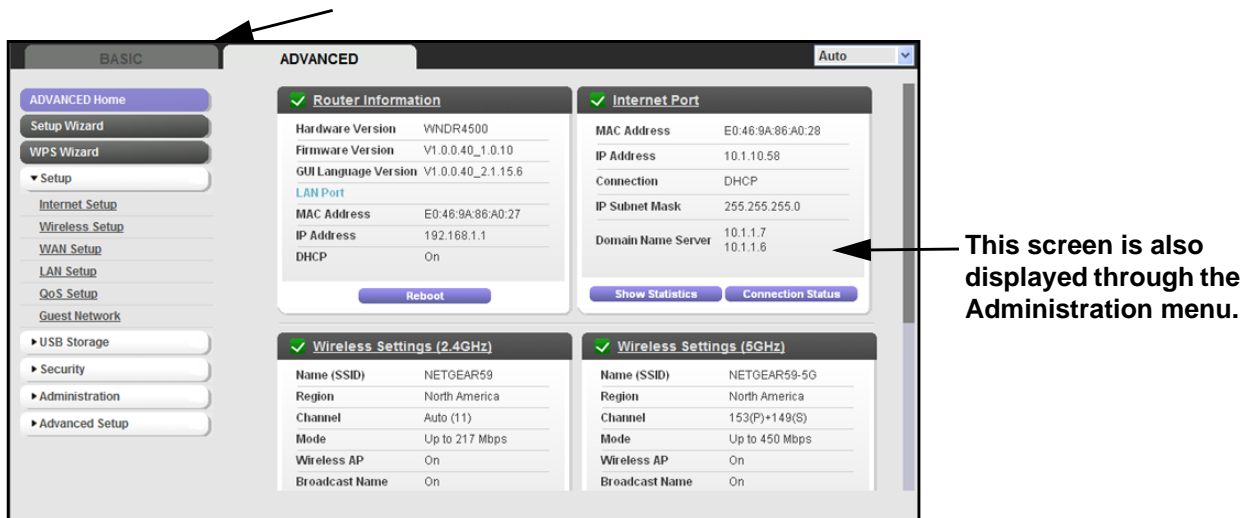 BASIC
ADVANCED
Auto
ADVANCED Home
Setup Wizard
WPS Wizard
Setup
Internet Setup
Wireless Setup
WAN Setup
LAN Setup
QoS Setup
Guest Network
USB Storage
Security
Administration
Advanced Setup
Router Information
Hardware Version WNDR4500
Firmware Version V1.0.0.40_1.0.10
GUI Language Version V1.0.0.40_2.1.15.6
LAN Port
MAC Address E0:46:9A:86:A0:27
IP Address 192.168.1.1
DHCP On
Reboot
Internet Port
MAC Address E0:46:9A:86:A0:28
IP Address 10.1.10.58
Connection DHCP
IP Subnet Mask 255.255.255.0
Domain Name Server 10.1.1.7
10.1.1.6
Show Statistics Connection Status
Wireless Settings (2.4GHz)
Name (SSID) NETGEAR59
Region North America
Channel Auto (11)
Mode Up to 217 Mbps
Wireless AP On
Broadcast Name On
Wireless Settings (5GHz)
Name (SSID) NETGEAR59-5G
Region North America
Channel 153(P)+149(S)
Mode Up to 450 Mbps
Wireless AP On
Broadcast Name On
This screen is also
displayed through the
Administration menu.